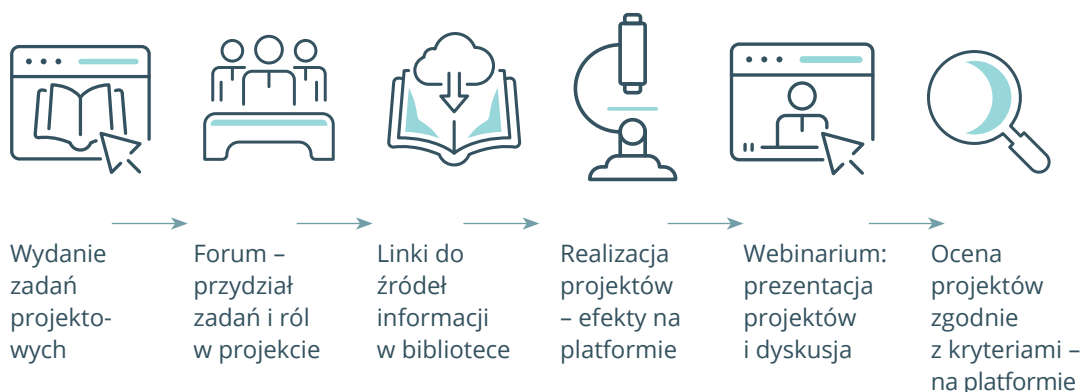 Wydanie
zadań
projekto-
wych
Forum –
przydział
zadań i ról
w projekcie
Linki do
źródeł
informacji
w bibliotece
Realizacja
projektów
– efekty na
platformie
Webinarium:
prezentacja
projektów
i dyskusja
Ocena
projektów
zgodnie
z kryteriami –
na platformie